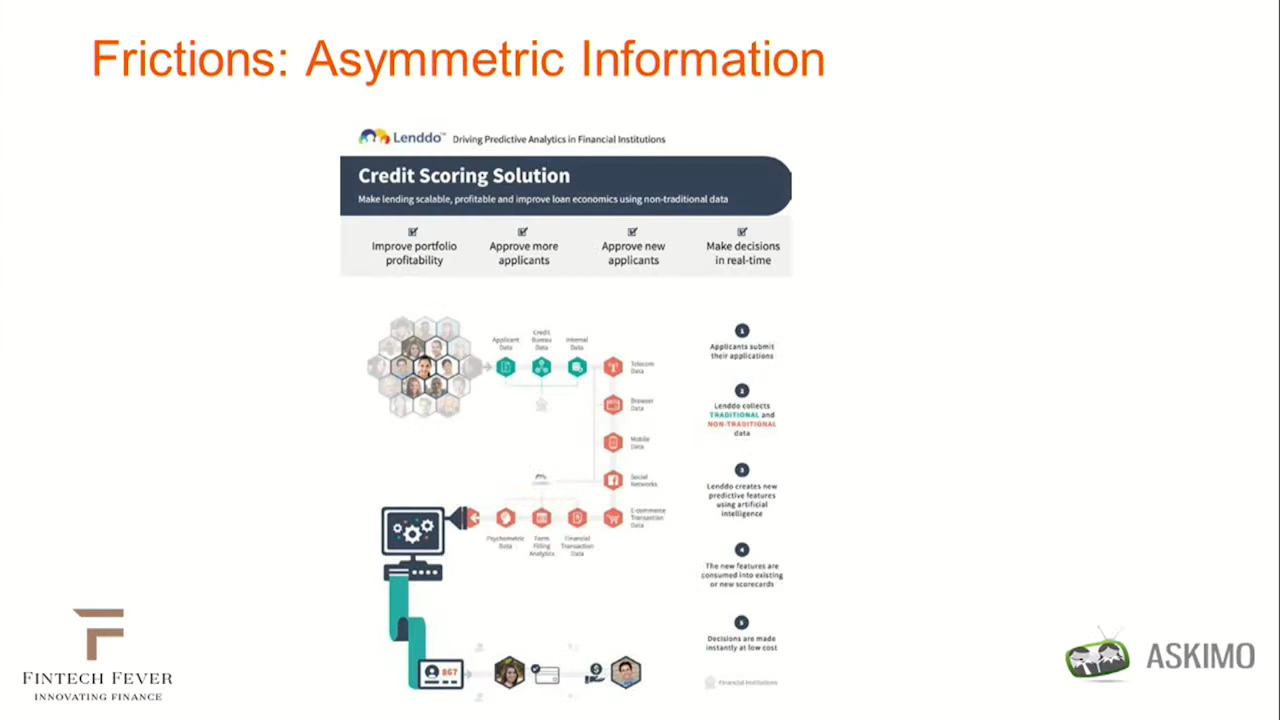 Frictions: Asymmetric Information
Lenddo™ Driving Predictive Analytics in Financial Institutions
Credit Scoring Solution
Make lending scalable, profitable and improve loan economics using non-traditional data
Improve portfolio
profitability
Approve more
applicants
Approve new
applicants
Make decisions
in real-time
Applicant
Data
Credit
Bureau
Data
Internal
Data
Telecom
Data
Browser
Data
Mobile
Data
Social
Networks
E-commerce
Transaction
Data
Psychometric
Data
Form
Filling
Analytics
Financial
Transaction
Data
867
1
Applicants submit
their applications
2
Lenddo collects
TRADITIONAL and
NON-TRADITIONAL
data
3
Lenddo creates new
predictive features
using artificial
intelligence
4
The new features are
consumed into existing
or new scorecards
5
Decisions are made
instantly at low cost
Financial Institutions
FINTECH FEVER
INNOVATING FINANCE
ASKIMO